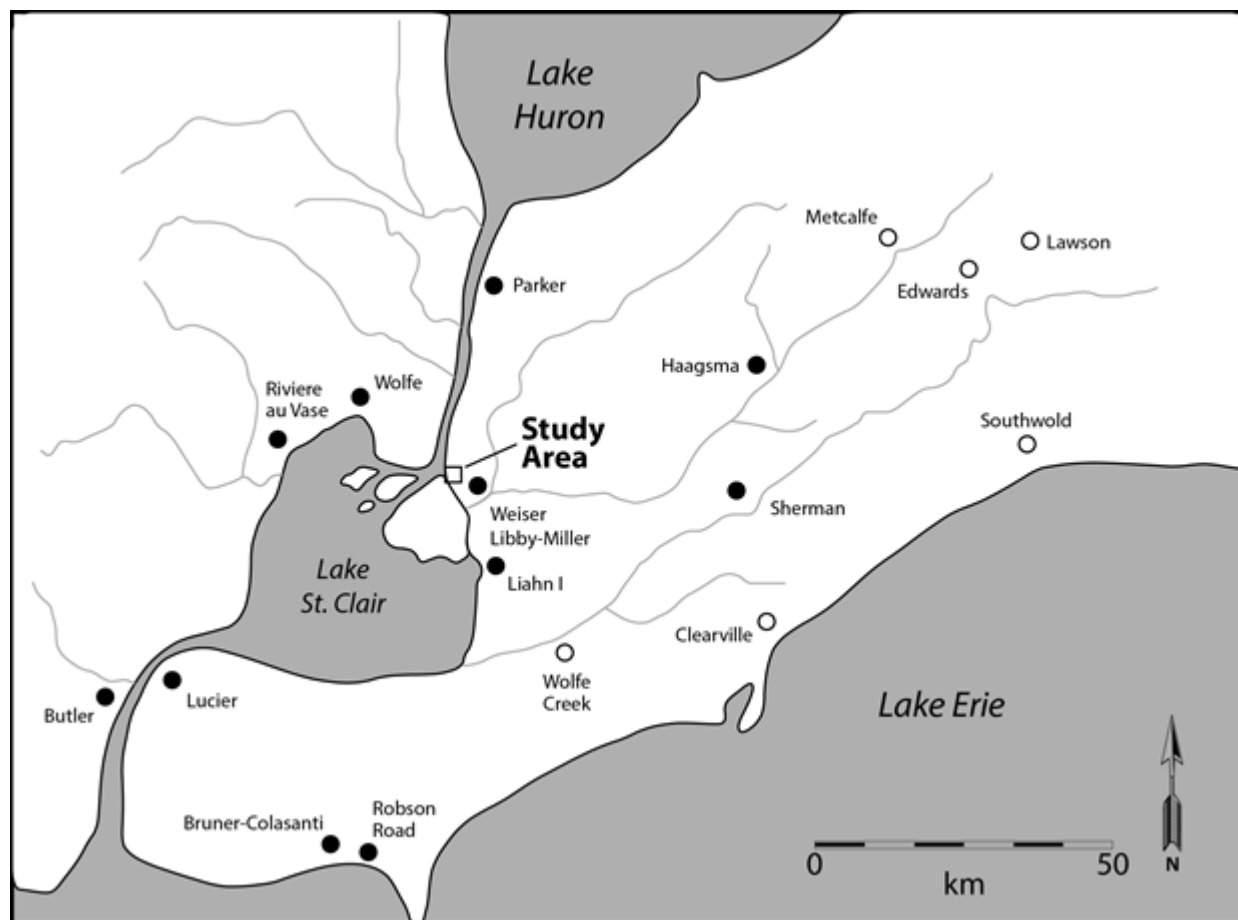 Lake
Huron
Metcalfe
Lawson
Edwards
Parker
Haagsma
Wolfe
Riviere
au Vase
Study
Area
Southwold
Weiser
Libby-Miller
Sherman
Lake
St. Clair
Liahn I
Clearville
Wolfe
Creek
Lucier
Butler
Lake Erie
Robson
Road
Bruner-Colasanti
0
50
km
N